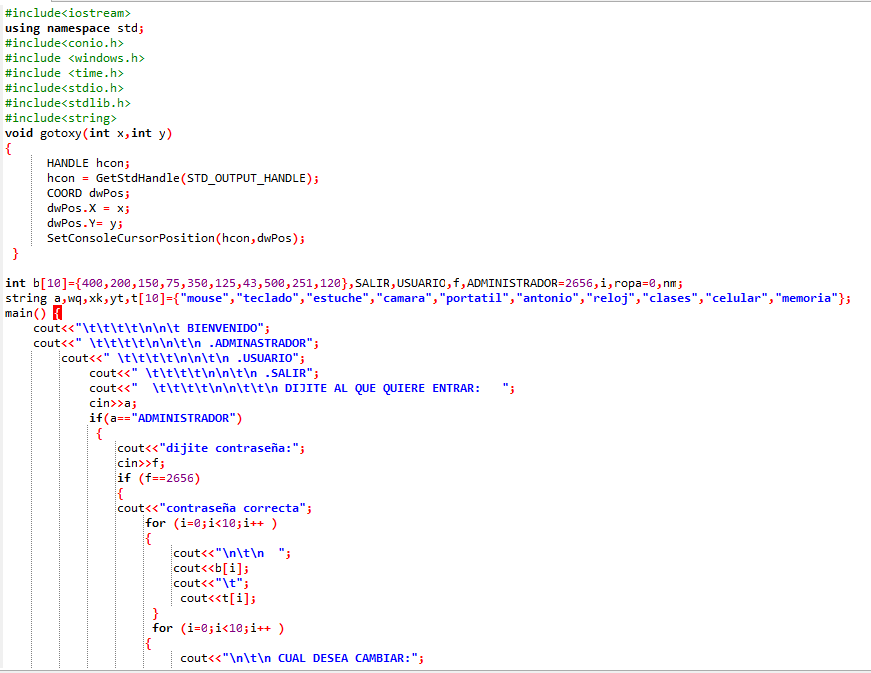 #include<iostream>
using namespace std;
#include<conio.h>
#include <windows.h>
#include <time.h>
#include<stdio.h>
#include<stdlib.h>
#include<string>
void gotoxy(int x,int y)
{
HANDLE hcon;
hcon = GetStdHandle(STD_OUTPUT_HANDLE);
COORD dwPos;
dwPos.X = x;
dwPos.Y= y;
SetConsoleCursorPosition(hcon,dwPos);
}
int b[10]={400,200,150,75,350,125,43,500,251,120},SALIR,USUARIO,f,ADMINISTRADOR=2656,i,ropa=0,nm;
string a,wq,xk,yt,t[10]={"mouse","teclado","estuche","camara","portatil","antonio","reloj","clases","celular","memoria"};
main() {
cout<<"\t\t\t\t\n\n\t BIENVENIDO";
cout<<" \t\t\t\t\n\n\t\n .ADMINASTRADOR";
cout<<" \t\t\t\t\n\n\t\n .USUARIO";
cout<<" \t\t\t\t\n\n\t\n .SALIR";
cout<<"  \t\t\t\t\n\n\t\t\n DIJITE AL QUE QUIERE ENTRAR:   ";
cin>>a;
if(a=="ADMINISTRADOR")
{
cout<<"dijite contraseña:";
cin>>f;
if (f==2656)
{
cout<<"contraseña correcta";
for (i=0;i<10;i++ )
{
cout<<"\n\t\n  ";
cout<<b[i];
cout<<"\t";
cout<<t[i];
}
for (i=0;i<10;i++ )
{
cout<<"\n\t\n CUAL DESEA CAMBIAR:";